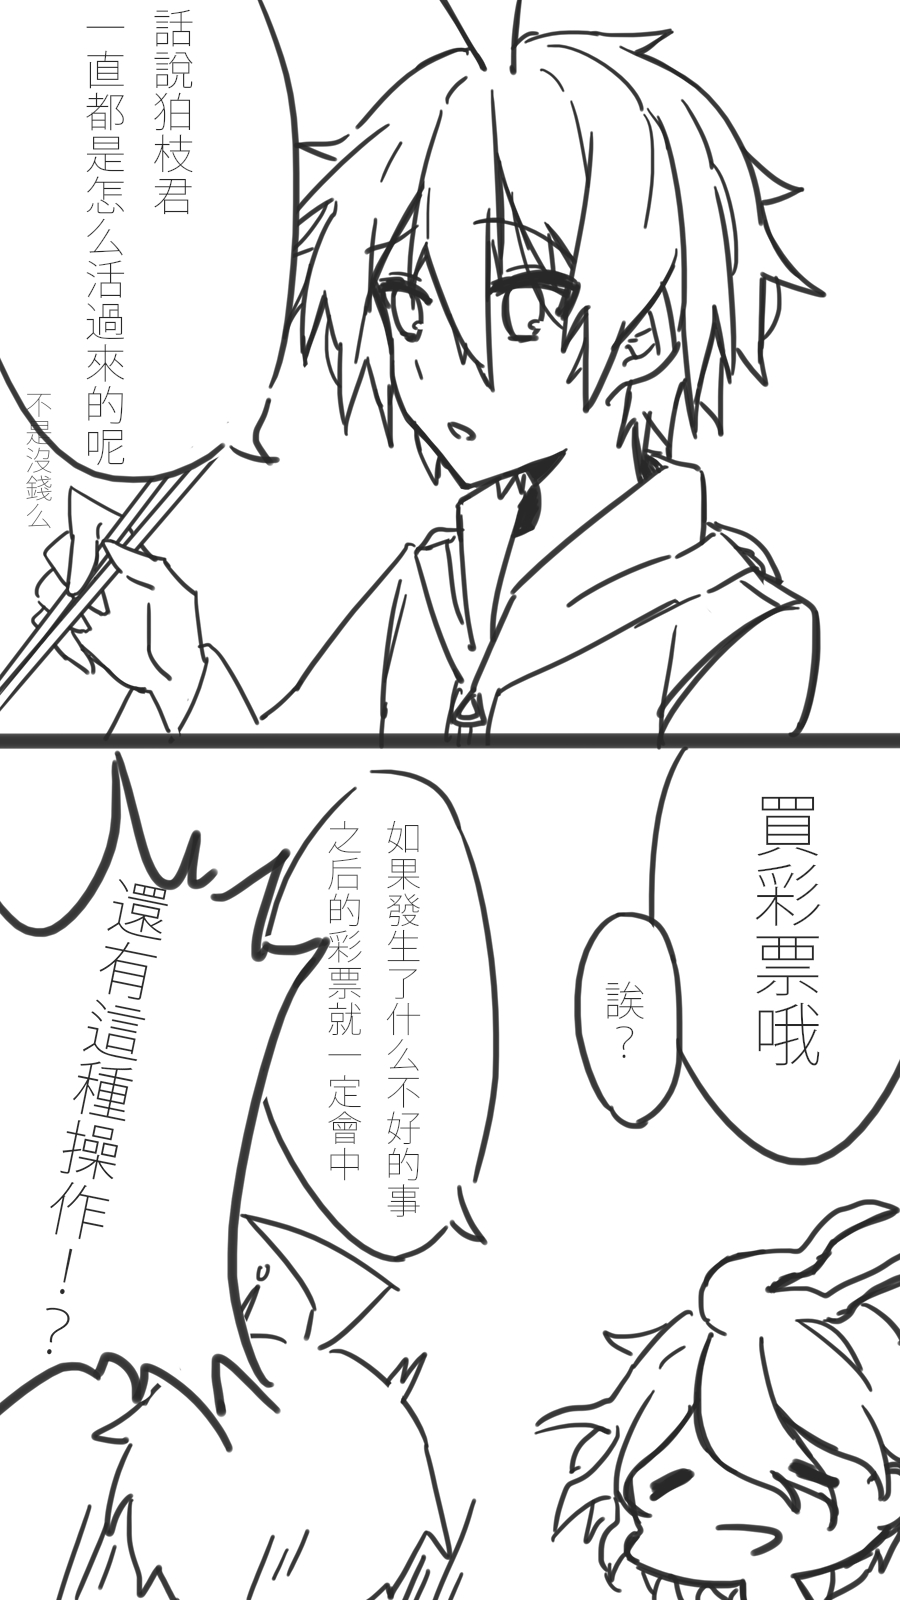 話說狛枝君
一直都是怎么活過來的呢
不是沒錢么
買彩票哦
誒？
如果發生了什么不好的事
之后的彩票就一定會中
還有這種操作！？